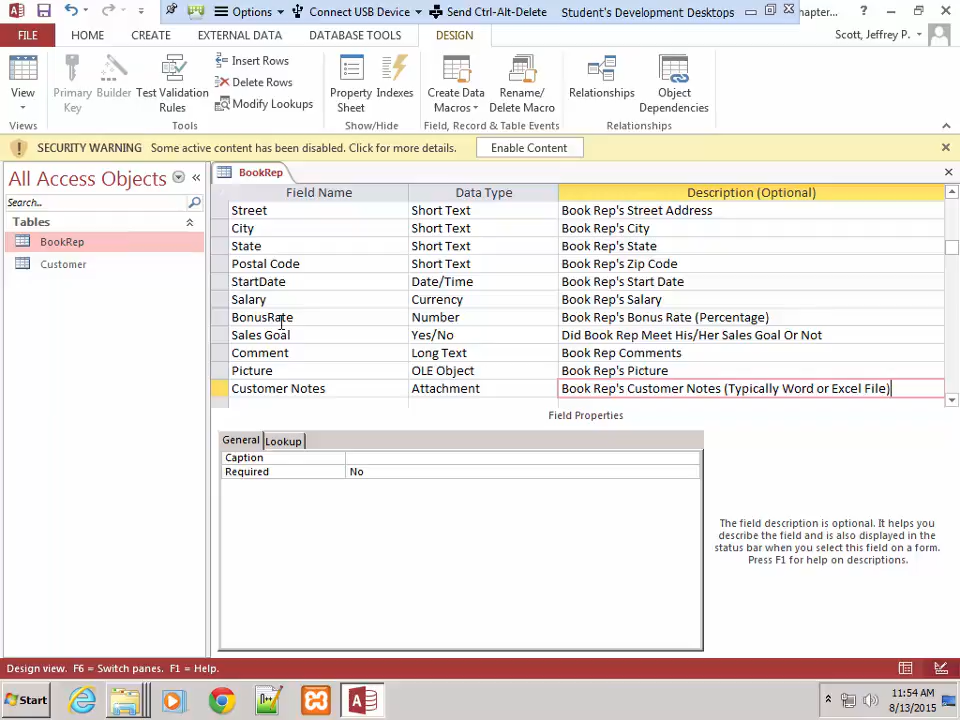 Options Connect USB Device Send Ctrl-Alt-Delete Student's Development Desktops hapter... ?
FILE HOME CREATE EXTERNAL DATA DATABASE TOOLS DESIGN Scott, Jeffrey P.
View
Primary Key
Builder
Test Validation Rules
Insert Rows
Delete Rows
Modify Lookups
Property Sheet
Indexes
Create Data Macros
Rename/ Delete Macro
Relationships
Object Dependencies
Views Tools Show/Hide Field, Record & Table Events Relationships
! SECURITY WARNING Some active content has been disabled. Click for more details. Enable Content
All Access Objects
Search...
Tables
BookRep
Customer
BookRep
Field Name Data Type Description (Optional)
Street Short Text Book Rep's Street Address
City Short Text Book Rep's City
State Short Text Book Rep's State
Postal Code Short Text Book Rep's Zip Code
StartDate Date/Time Book Rep's Start Date
Salary Currency Book Rep's Salary
BonusRate Number Book Rep's Bonus Rate (Percentage)
Sales Goal Yes/No Did Book Rep Meet His/Her Sales Goal Or Not
Comment Long Text Book Rep Comments
Picture OLE Object Book Rep's Picture
Customer Notes Attachment Book Rep's Customer Notes (Typically Word or Excel File)
Field Properties
General Lookup
Caption
Required No
The field description is optional. It helps you
describe the field and is also displayed in the
status bar when you select this field on a form.
Press F1 for help on descriptions.
Design view. F6 = Switch panes. F1 = Help.
Start
11:54 AM
8/13/2015